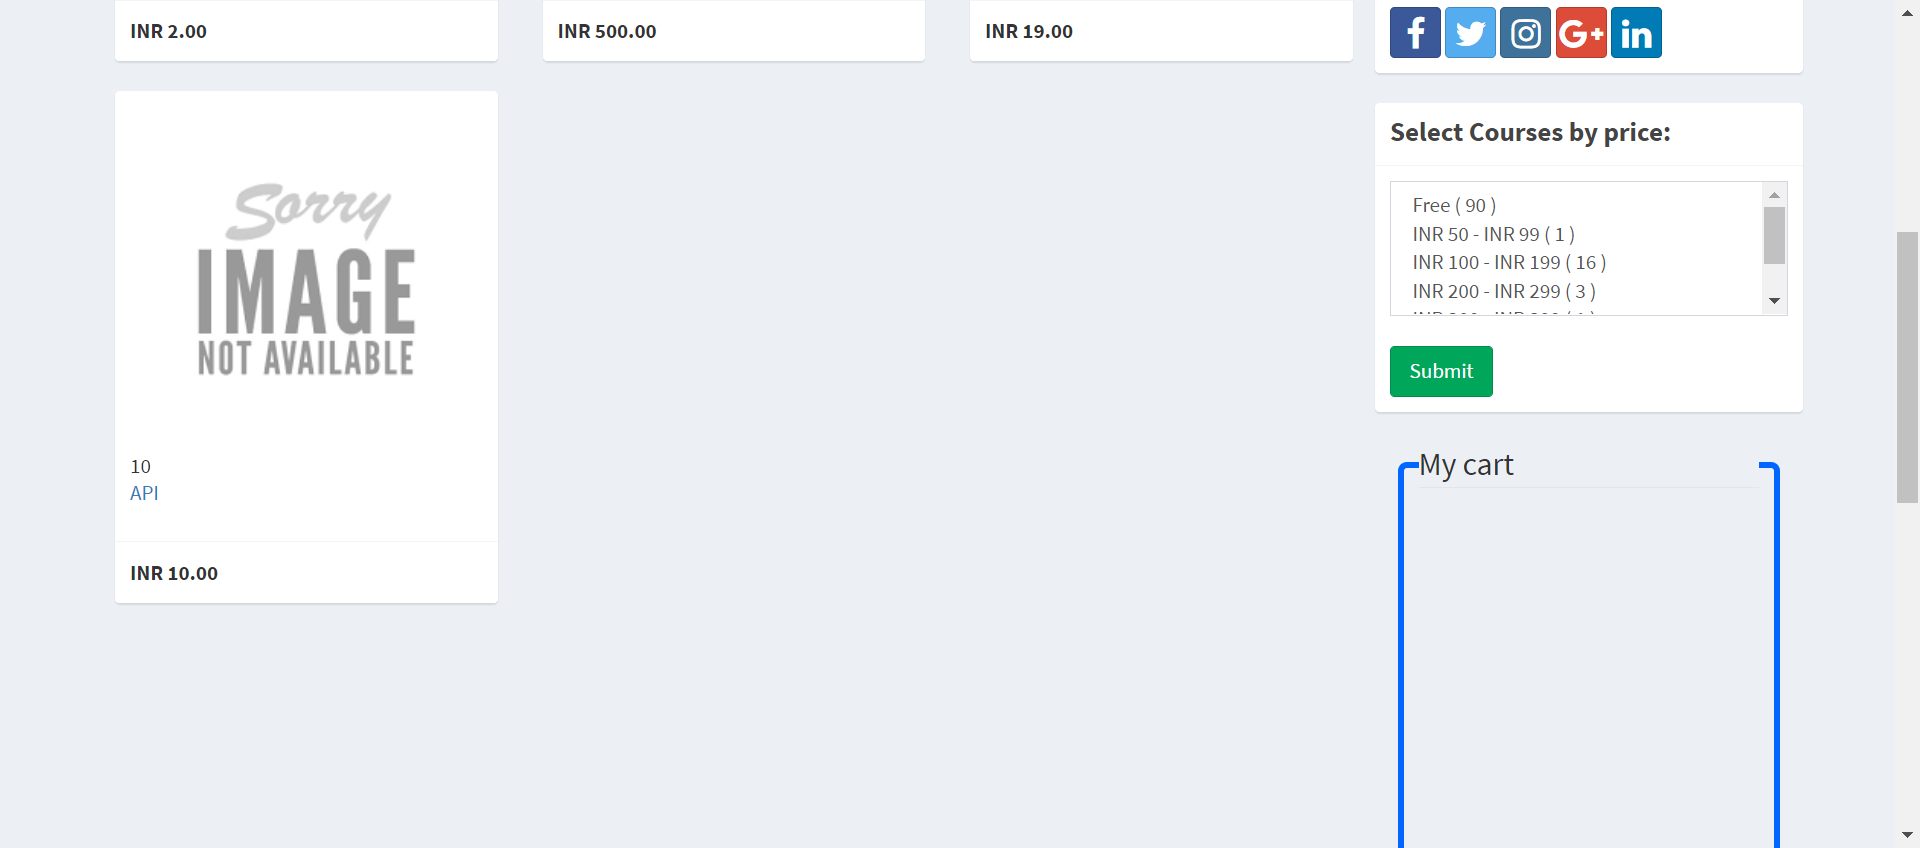 INR 2.00
INR 500.00
INR 19.00
Sorry
IMAGE
NOT AVAILABLE
10
API
INR 10.00
Select Courses by price:
Free ( 90 )
INR 50 - INR 99 ( 1 )
INR 100 - INR 199 ( 16 )
INR 200 - INR 299 ( 3 )
Submit
My cart